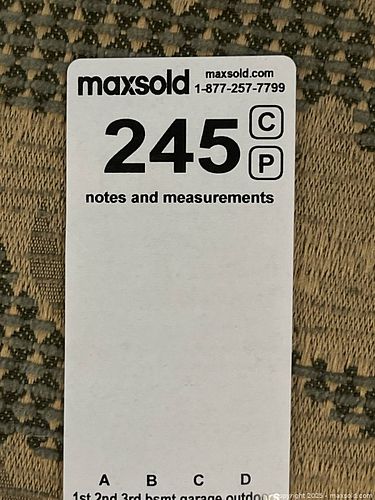 maxsold maxsold.com
1-877-257-7799
245 C
P
notes and measurements
A B C D
1st 2nd 3rd bsmt garage outdoors
copyright 2025 - maxsold.com